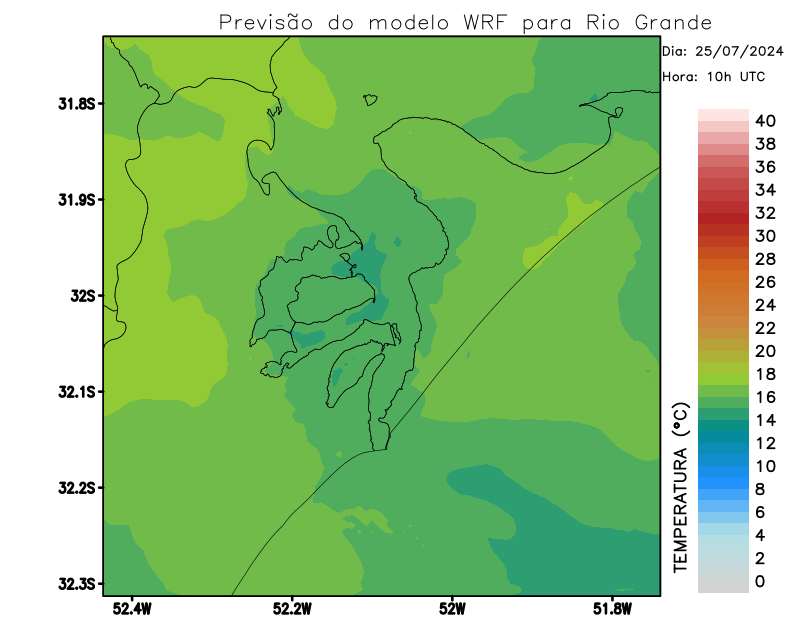 Previsão do modelo WRF para Rio Grande
Dia: 25/07/2024
Hora: 10h UTC
31.8S
31.9S
32S
32.1S
32.2S
32.3S
52.4W
52.2W
52W
51.8W
TEMPERATURA (°C)
40
38
36
34
32
30
28
26
24
22
20
18
16
14
12
10
8
6
4
2
0